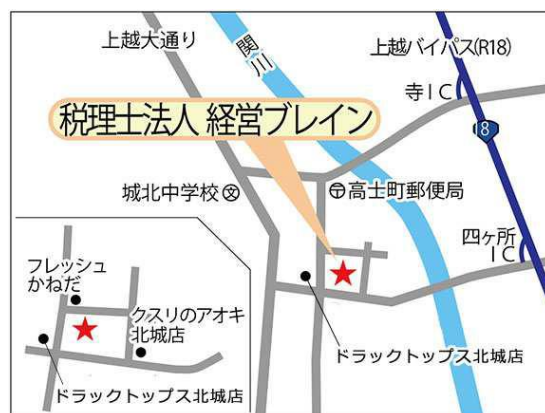 上越大通り
関川
上越バイパス(R18)
寺IC
税理士法人 経営ブレイン
18
城北中学校
高士町郵便局
四ヶ所
IC
フレッシュ
かねだ
クスリのアオキ
北城店
ドラックトップス北城店
ドラックトップス北城店